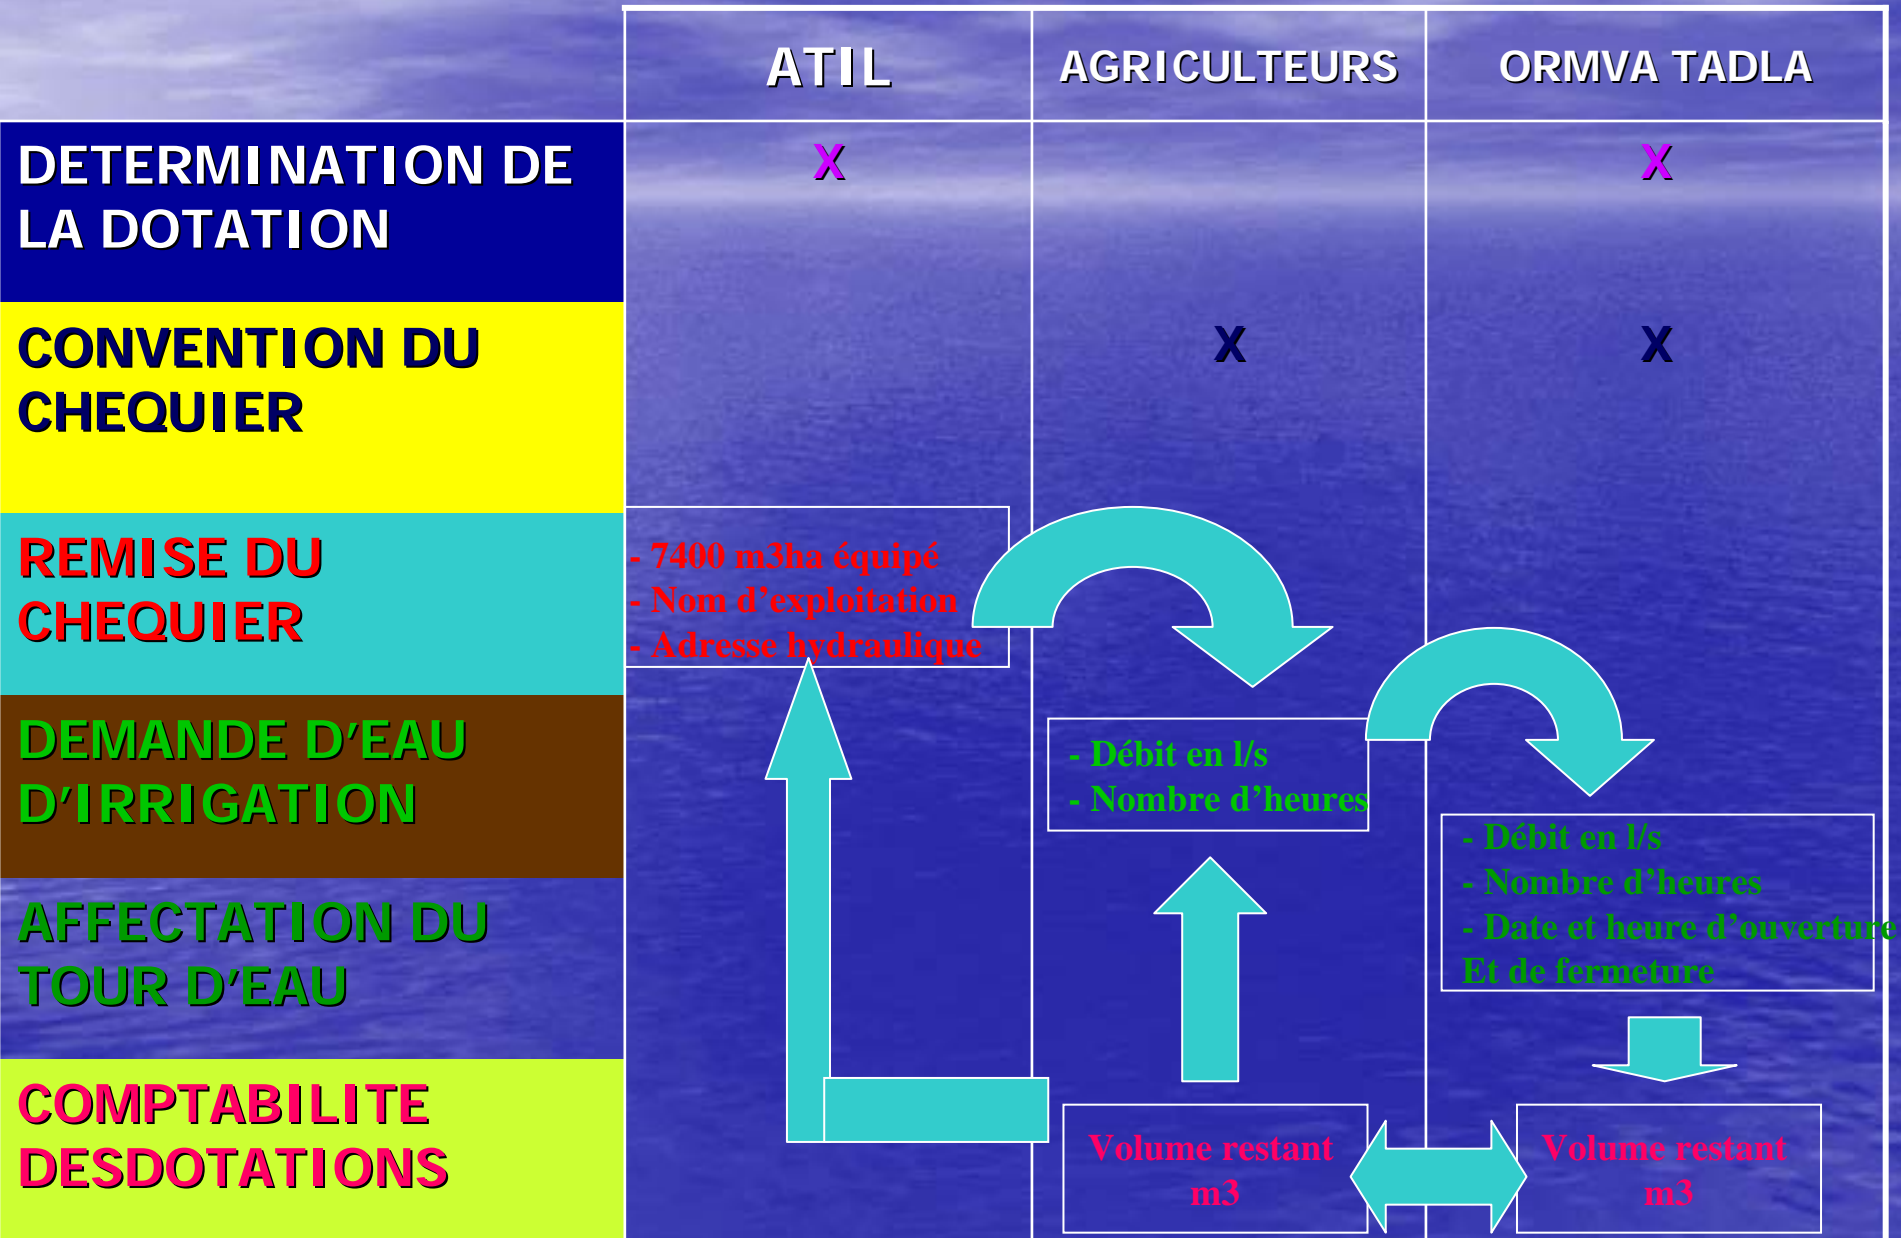 ATIL
AGRICULTEURS
ORMVA TADLA
DETERMINATION DE
LA DOTATION
X
X
CONVENTION DU
CHEQUIER
X
X
REMISE DU
CHEQUIER
- 7400 m3ha équipé
- Nom d’exploitation
- Adresse hydraulique
DEMANDE D’EAU
D’IRRIGATION
- Débit en l/s
- Nombre d’heures
AFFECTATION DU
TOUR D’EAU
- Débit en l/s
- Nombre d’heures
- Date et heure d’ouverture
Et de fermeture
COMPTABILITE
DESDOTATIONS
Volume restant
m3
Volume restant
m3